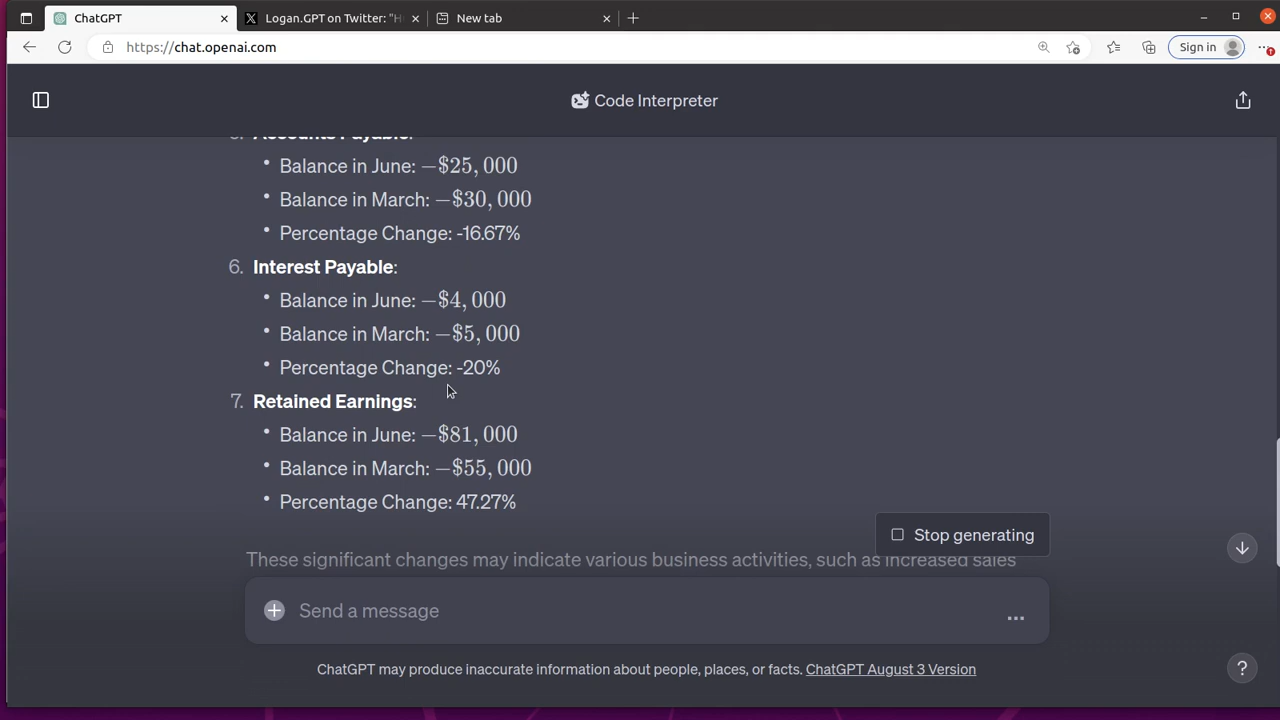 ChatGPT
Logan.GPT on Twitter: "H
New tab
https://chat.openai.com
Sign in
Code Interpreter
Accounts Payable:
• Balance in June: −$25, 000
• Balance in March: −$30, 000
• Percentage Change: -16.67%
6. Interest Payable:
• Balance in June: −$4, 000
• Balance in March: −$5, 000
• Percentage Change: -20%
7. Retained Earnings:
• Balance in June: −$81, 000
• Balance in March: −$55, 000
• Percentage Change: 47.27%
Stop generating
These significant changes may indicate various business activities, such as increased sales
Send a message
...
ChatGPT may produce inaccurate information about people, places, or facts. ChatGPT August 3 Version
?